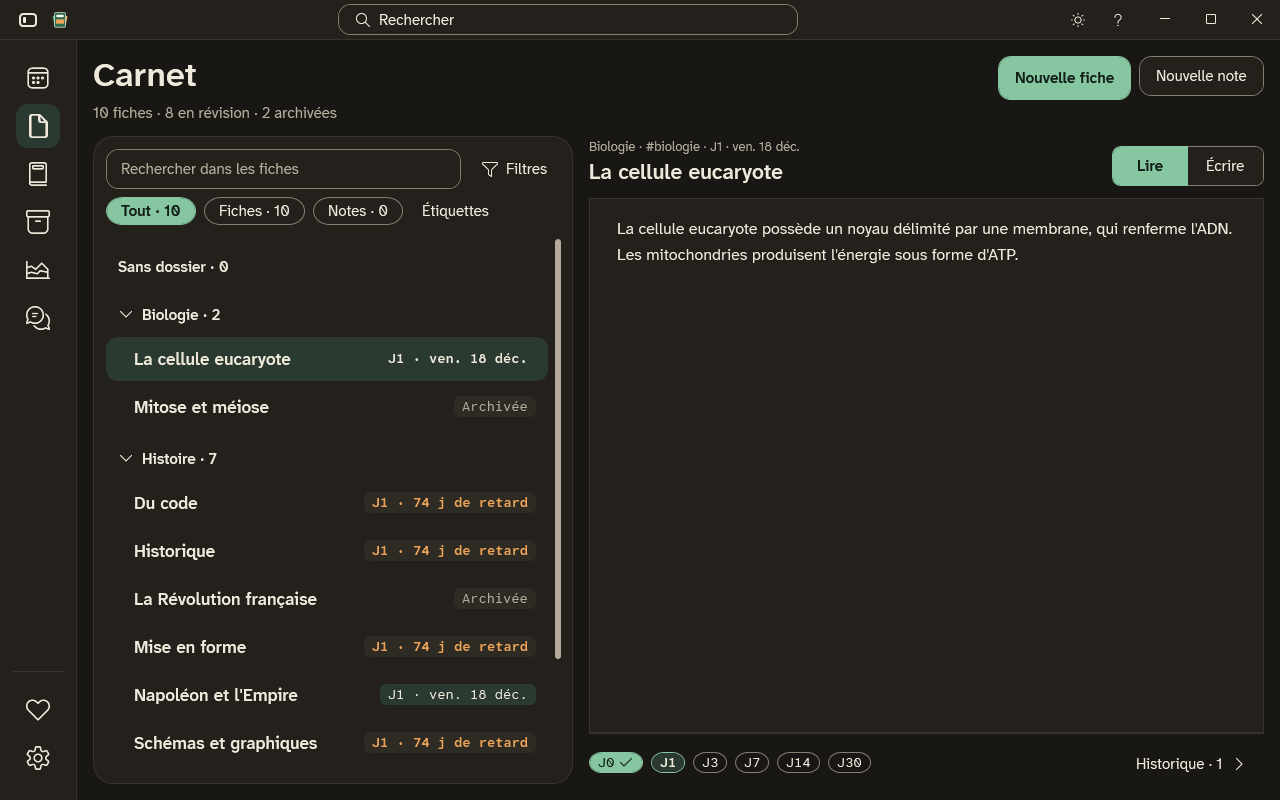 Rechercher
?
Carnet
10 fiches · 8 en révision · 2 archivées
Nouvelle fiche
Nouvelle note
Rechercher dans les fiches
Filtres
Tout · 10
Fiches · 10
Notes · 0
Étiquettes
Sans dossier · 0
Biologie · 2
La cellule eucaryote J1 · ven. 18 déc.
Mitose et méiose Archivée
Histoire · 7
Du code J1 · 74 j de retard
Historique J1 · 74 j de retard
La Révolution française Archivée
Mise en forme J1 · 74 j de retard
Napoléon et l'Empire J1 · ven. 18 déc.
Schémas et graphiques J1 · 74 j de retard
Biologie · #biologie · J1 · ven. 18 déc.
La cellule eucaryote
Lire
Écrire
La cellule eucaryote possède un noyau délimité par une membrane, qui renferme l'ADN.
Les mitochondries produisent l'énergie sous forme d'ATP.
J0 J1 J3 J7 J14 J30
Historique · 1